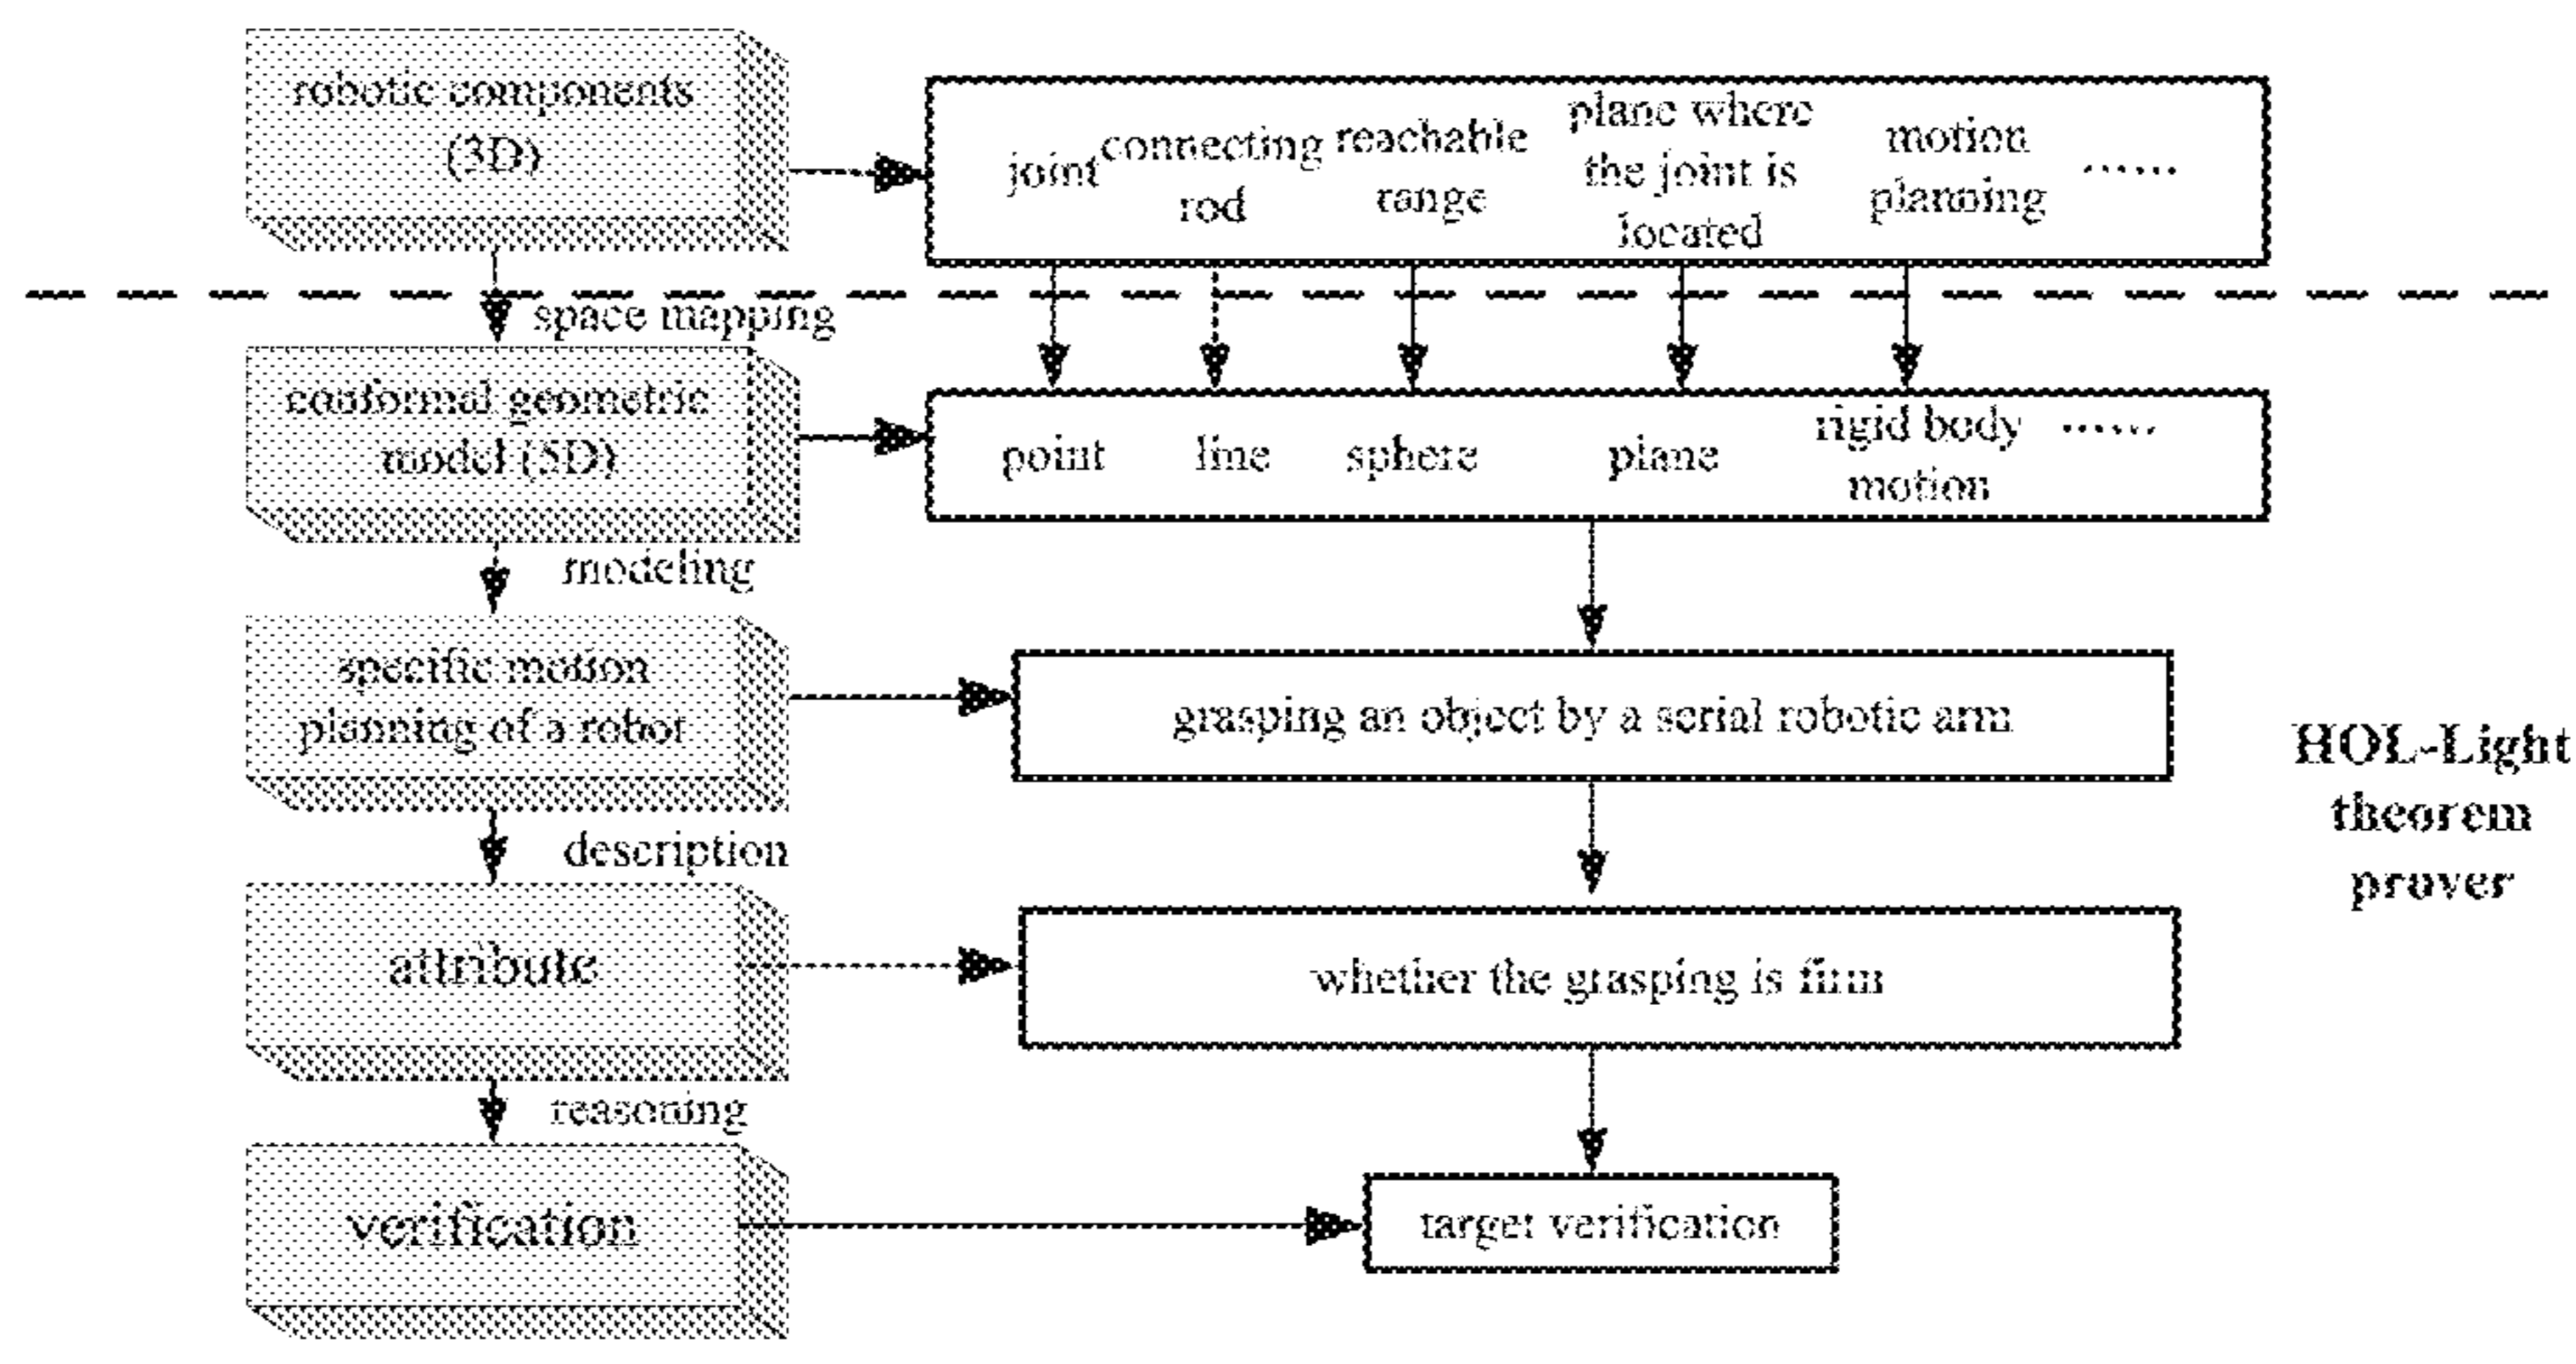 robotic components
(3D)
joint
connecting
rod
reachable
range
plane where
the joint is
located
motion
planning
......
space mapping
conformal geometric
model (5D)
point
line
sphere
plane
rigid body
motion
......
modeling
specific motion
planning of a robot
grasping an object by a serial robotic arm
HOL-Light
theorem
prover
description
attribute
whether the grasping is firm
reasoning
verification
target verification